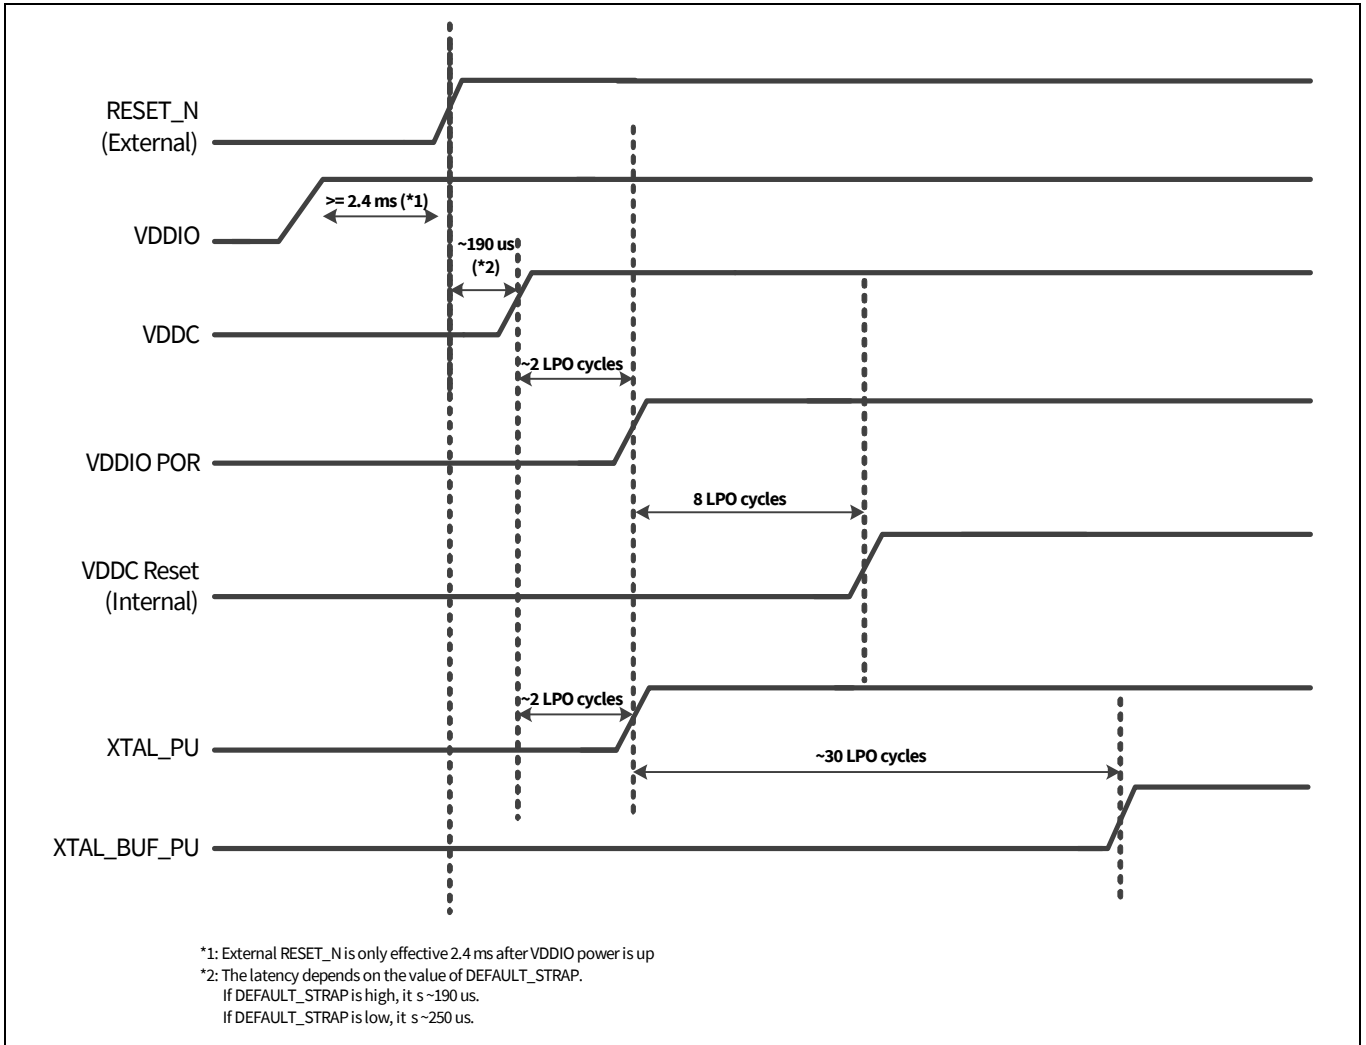 RESET_N
(External)
>= 2.4 ms (*1)
VDDIO
~190 us
(*2)
VDDC
~2 LPO cycles
VDDIO POR
8 LPO cycles
VDDC Reset
(Internal)
~2 LPO cycles
XTAL_PU
~30 LPO cycles
XTAL_BUF_PU
*1: External RESET_N is only effective 2.4 ms after VDDIO power is up
*2: The latency depends on the value of DEFAULT_STRAP.
If DEFAULT_STRAP is high, it s ~190 us.
If DEFAULT_STRAP is low, it s ~250 us.